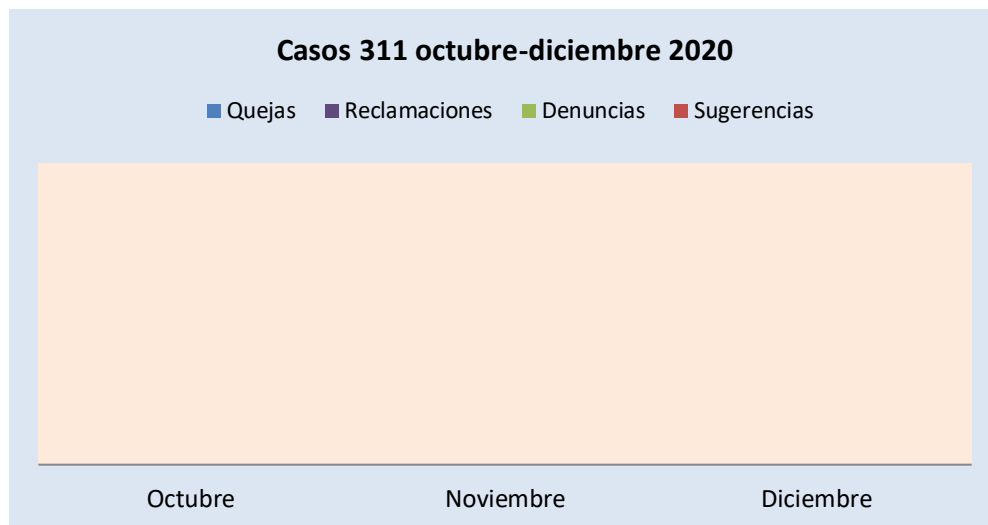 Casos 311 octubre-diciembre 2020
Quejas Reclamaciones Denuncias Sugerencias
Octubre Noviembre Diciembre